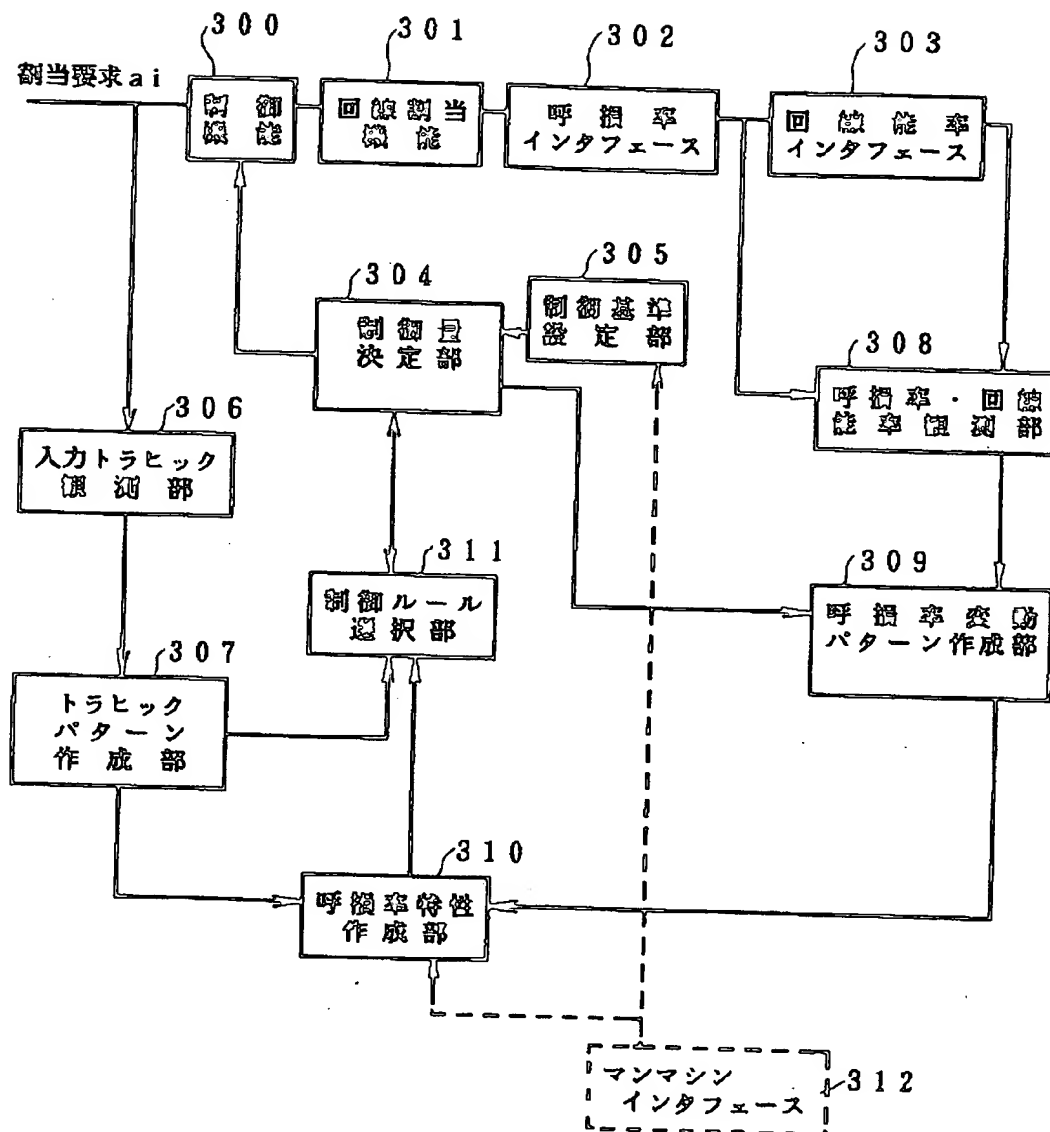 300
301
302
303
割当要求ai
制御
機能
回線割当
機能
呼損率
インタフェース
回線能率
インタフェース
304
制御量
決定部
305
制御基準
設定部
306
入力トラヒック
観測部
308
呼損率・回線
能率観測部
311
制御ルール
選択部
309
呼損率変動
パターン作成部
307
トラヒック
パターン
作成部
310
呼損率特性
作成部
マンマシン
インタフェース
312